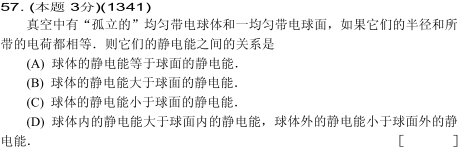 57. (本题 3分)(1341)
真空中有“孤立的”均匀带电球体和一均匀带电球面，如果它们的半径和所
带的电荷都相等．则它们的静电能之间的关系是
(A) 球体的静电能等于球面的静电能．
(B) 球体的静电能大于球面的静电能．
(C) 球体的静电能小于球面的静电能．
(D) 球体内的静电能大于球面内的静电能，球体外的静电能小于球面外的静
电能． [ ]